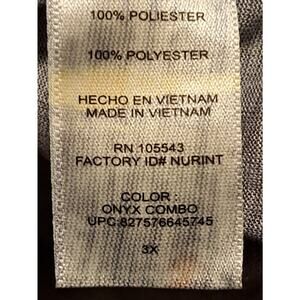 100% POLIESTER
100% POLYESTER
HECHO EN VIETNAM
MADE IN VIETNAM
RN 105543
FACTORY ID# NURINT
COLOR
ONYX COMBO
UPC:827576645745
3X